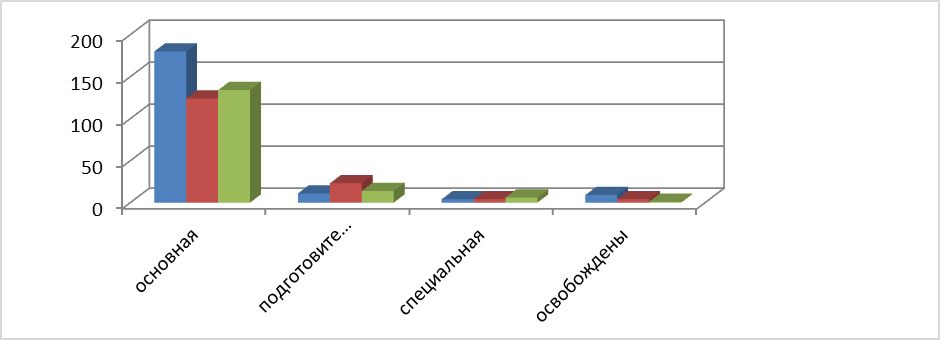 200
150
100
50
0
основная
подготовите...
специальная
освобождены